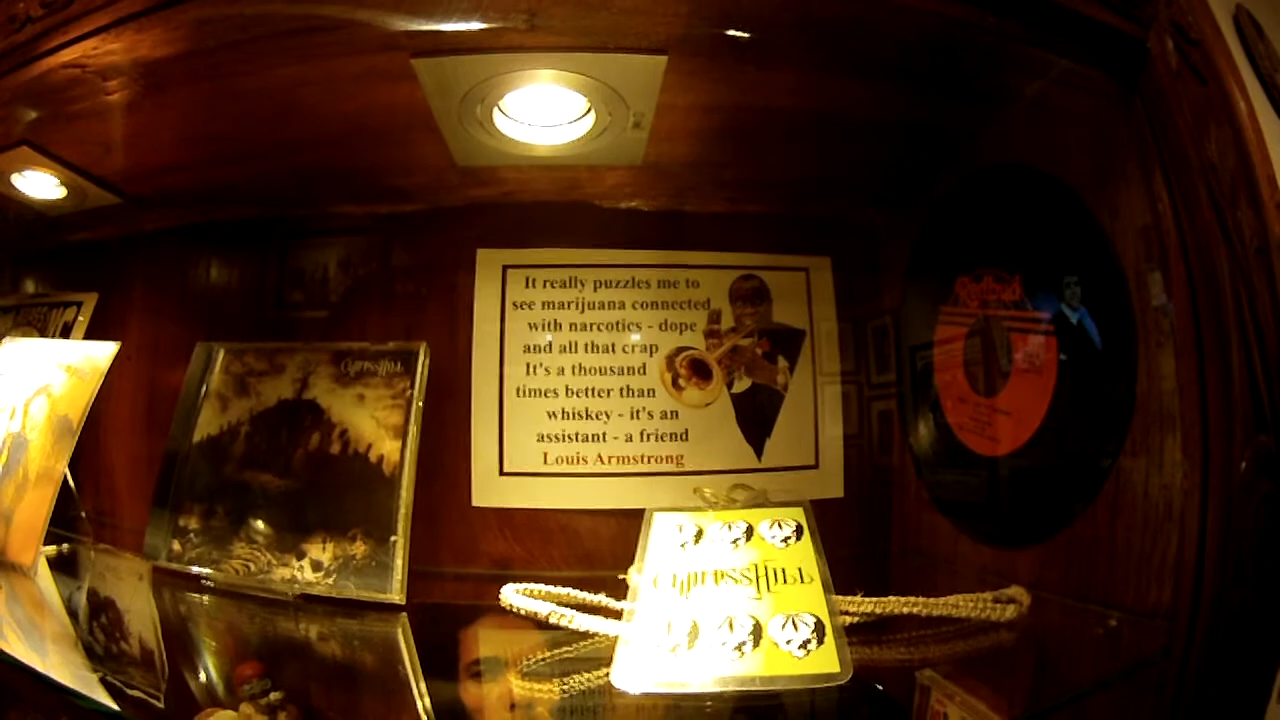 CYPRESS HILL
It really puzzles me to
see marijuana connected
with narcotics - dope
and all that crap
It's a thousand
times better than
whiskey - it's an
assistant - a friend
Louis Armstrong
CYPRESS HILL